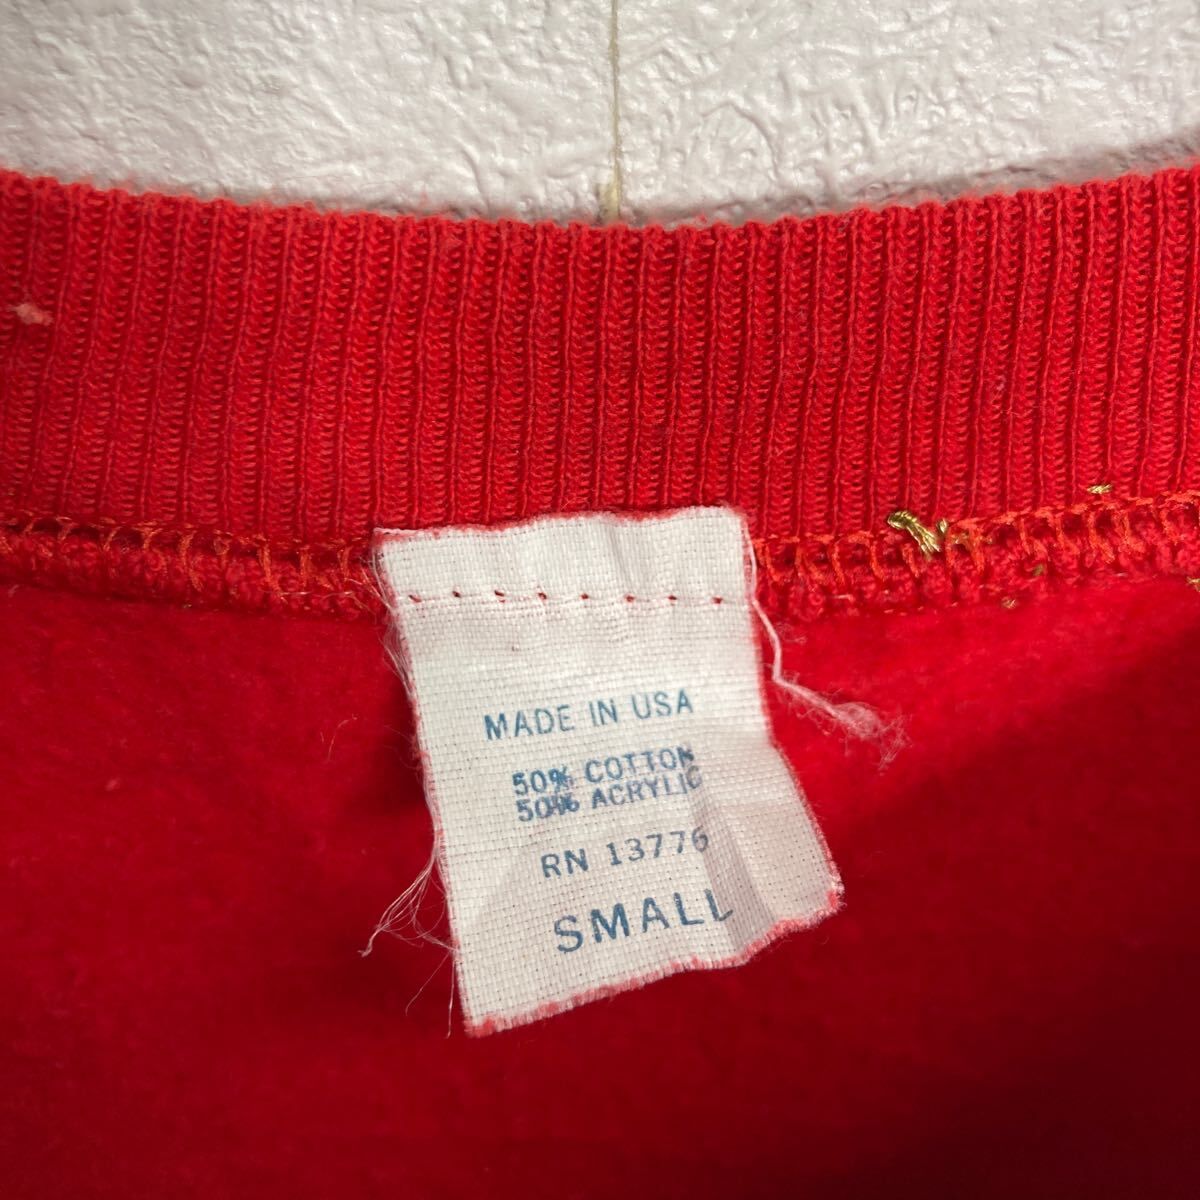 MADE IN USA
50% COTTON
50% ACRYLIC
RN 13776
SMALL